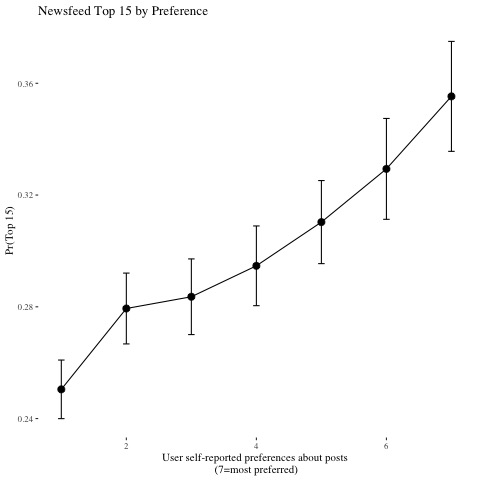 Newsfeed Top 15 by Preference
Pr(Top 15)
0.36
0.32
0.28
0.24
2
4
6
User self-reported preferences about posts
(7=most preferred)